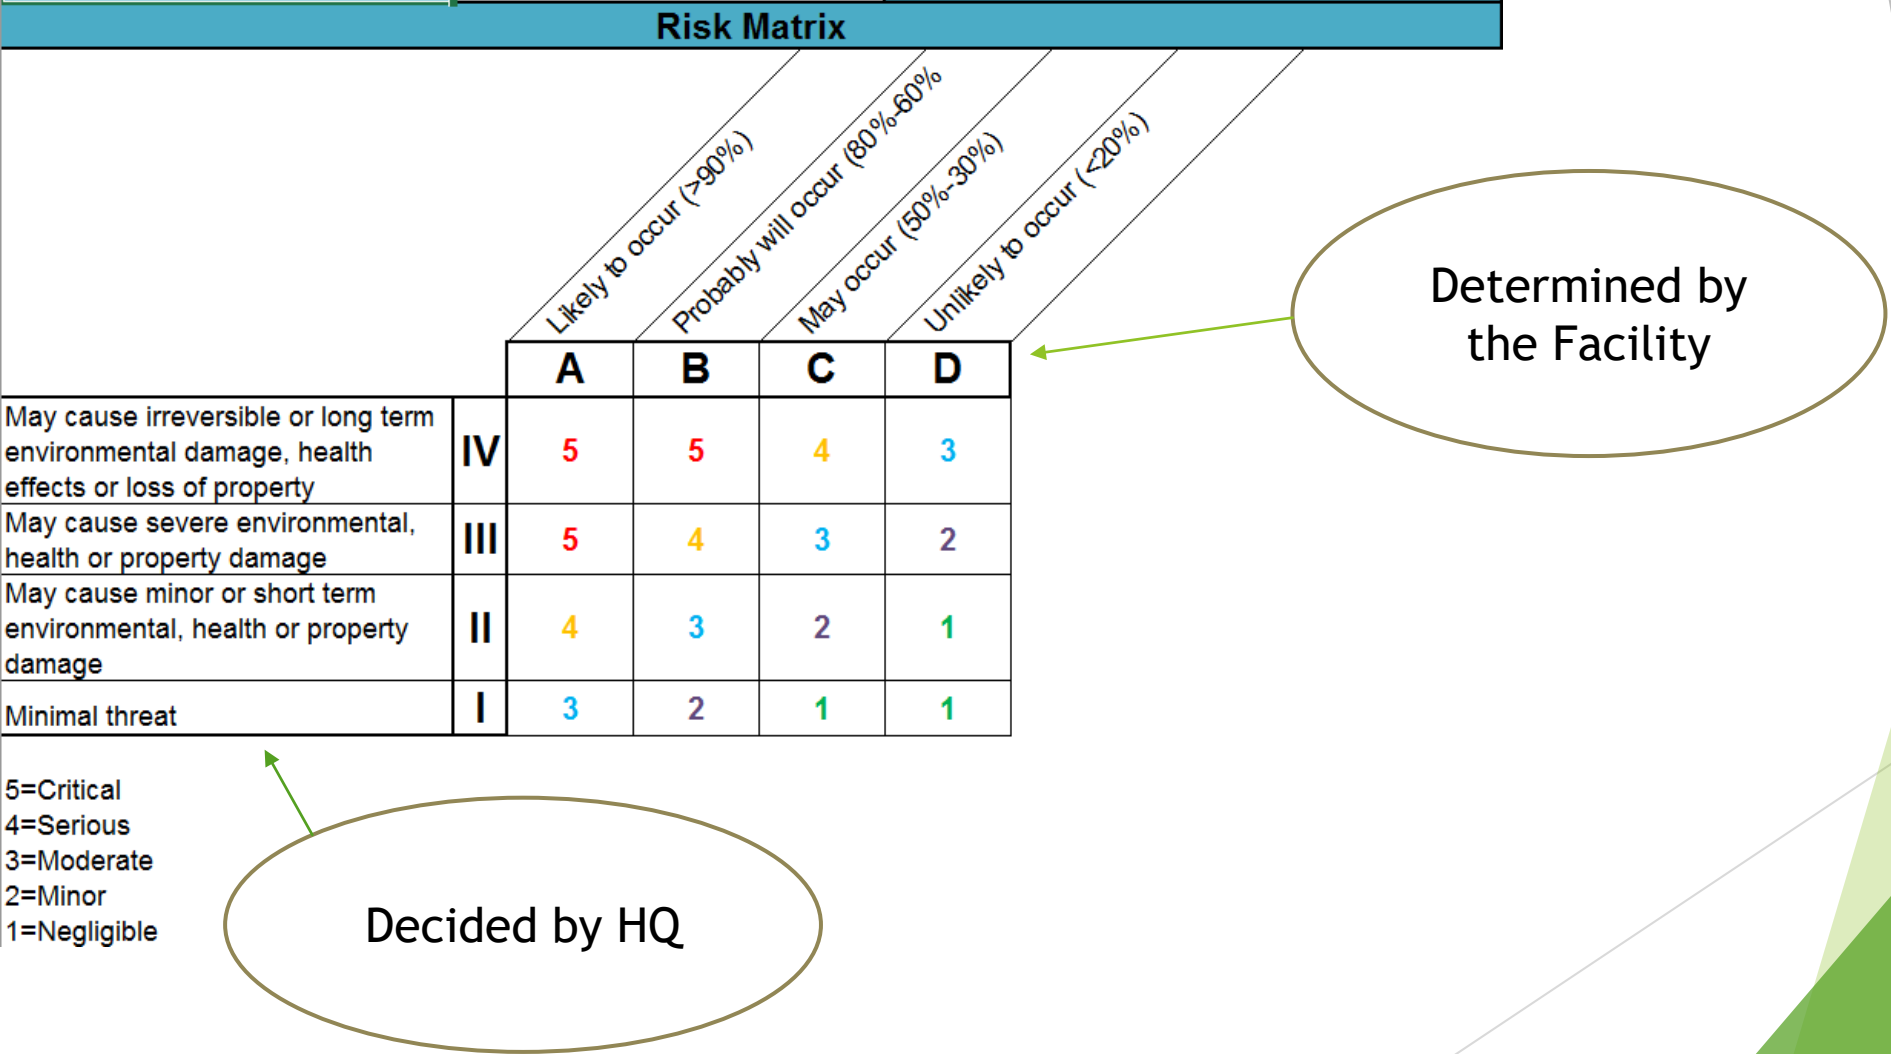 Risk Matrix
Likely to occur (>90%)
Probably will occur (80%-60%
May occur (50%-30%)
Unlikely to occur (<20%)
A B C D
May cause irreversible or long term
environmental damage, health
effects or loss of property
IV 5 5 4 3
May cause severe environmental,
health or property damage
III 5 4 3 2
May cause minor or short term
environmental, health or property
damage
II 4 3 2 1
Minimal threat I 3 2 1 1
5=Critical
4=Serious
3=Moderate
2=Minor
1=Negligible
Determined by
the Facility
Decided by HQ